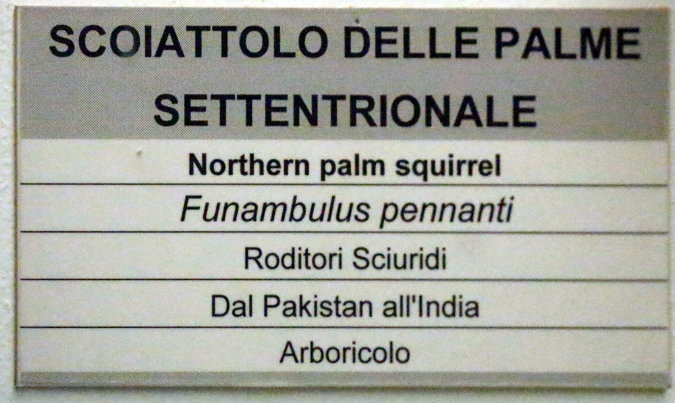 SCOIATTOLO DELLE PALME
SETTENTRIONALE
Northern palm squirrel
Funambulus pennanti
Roditori Sciuridi
Dal Pakistan all'India
Arboricolo